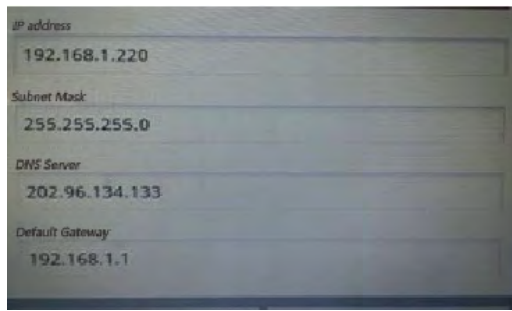 IP address
192.168.1.220
Subnet Mask
255.255.255.0
DNS Server
202.96.134.133
Default Gateway
192.168.1.1